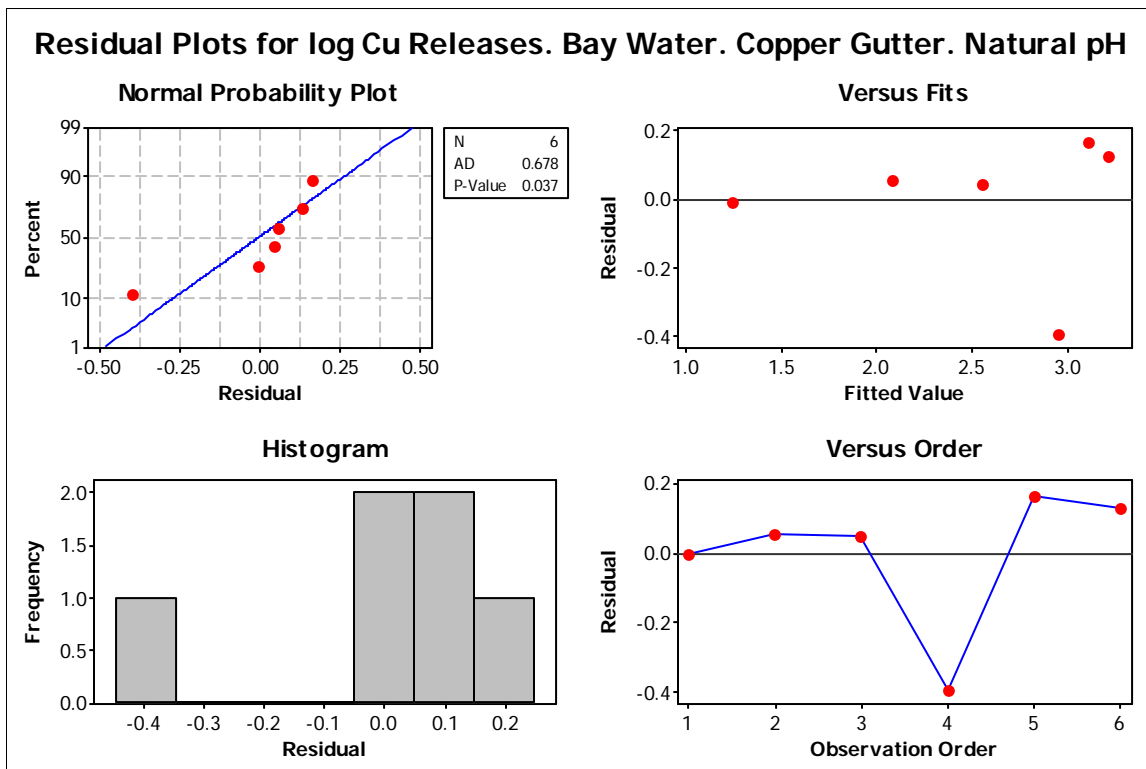 Residual Plots for log Cu Releases. Bay Water. Copper Gutter. Natural pH
Normal Probability Plot
99
90
50
10
1
Percent
-0.50 -0.25 0.00 0.25 0.50
Residual
N 6
AD 0.678
P-Value 0.037
Versus Fits
0.2
0.0
-0.2
-0.4
Residual
1.0 1.5 2.0 2.5 3.0
Fitted Value
Histogram
2.0
1.5
1.0
0.5
0.0
Frequency
-0.4 -0.3 -0.2 -0.1 0.0 0.1 0.2
Residual
Versus Order
0.2
0.0
-0.2
-0.4
Residual
1 2 3 4 5 6
Observation Order